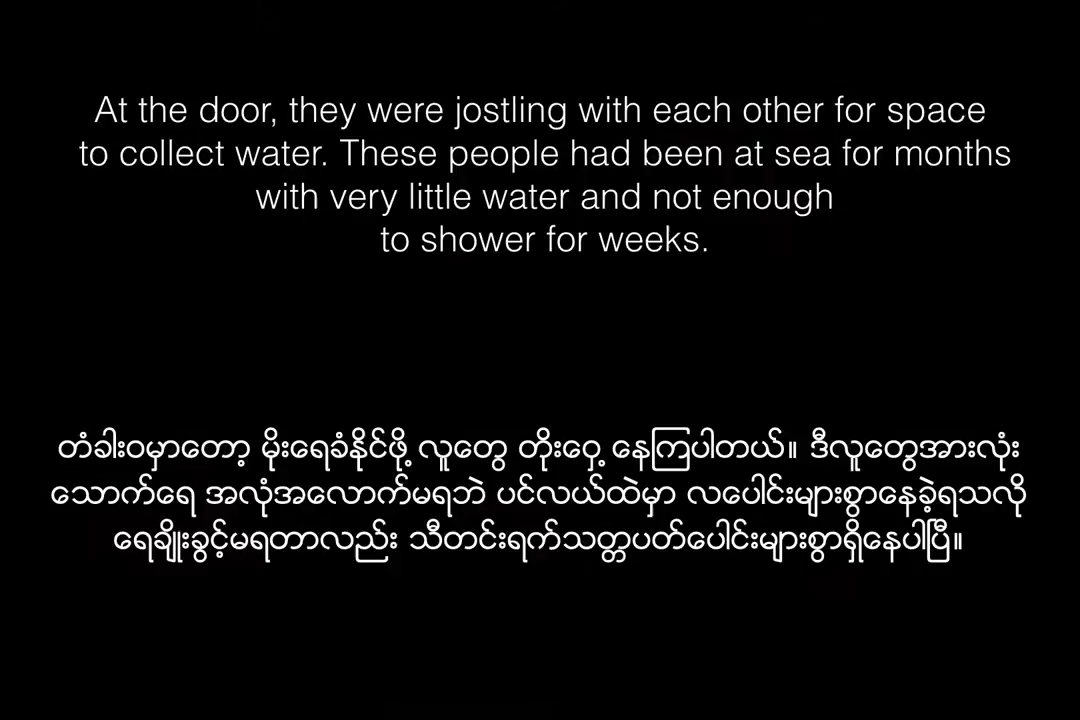 At the door, they were jostling with each other for space
to collect water. These people had been at sea for months
with very little water and not enough
to shower for weeks.
တံခါးဝမှာတော့ မိုးရေခံနိုင်ဖို့ လူတွေ တိုးဝှေ့ နေကြပါတယ်။ ဒီလူတွေအားလုံး
သောက်ရေ အလုံအလောက်မရဘဲ ပင်လယ်ထဲမှာ လပေါင်းများစွာနေခဲ့ရသလို
ရေချိုးခွင့်မရတာလည်း သီတင်းရက်သတ္တပတ်ပေါင်းများစွာရှိနေပါပြီ။